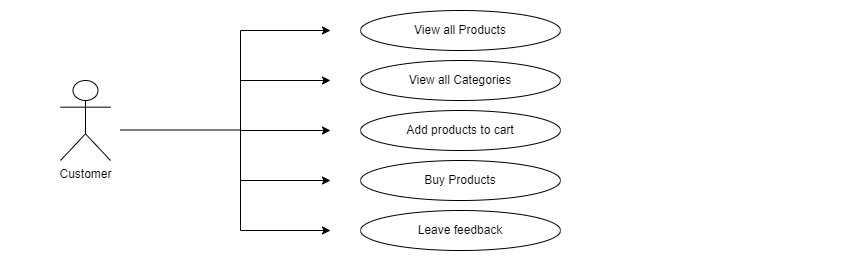 View all Products
View all Categories
Add products to cart
Customer
Buy Products
Leave feedback